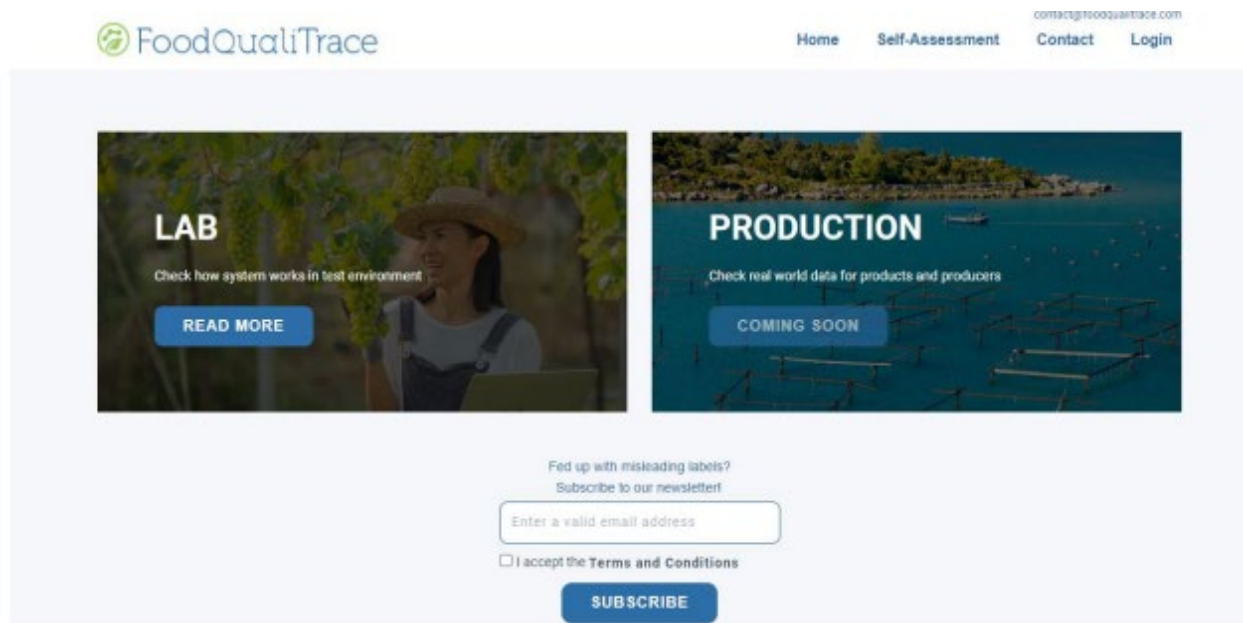 contact@foodqualitrace.com
FoodQualiTrace
Home Self-Assessment Contact Login
LAB
Check how system works in test environment
READ MORE
PRODUCTION
Check real world data for products and producers
COMING SOON
Fed up with misleading labels?
Subscribe to our newsletter!
Enter a valid email address
I accept the Terms and Conditions
SUBSCRIBE